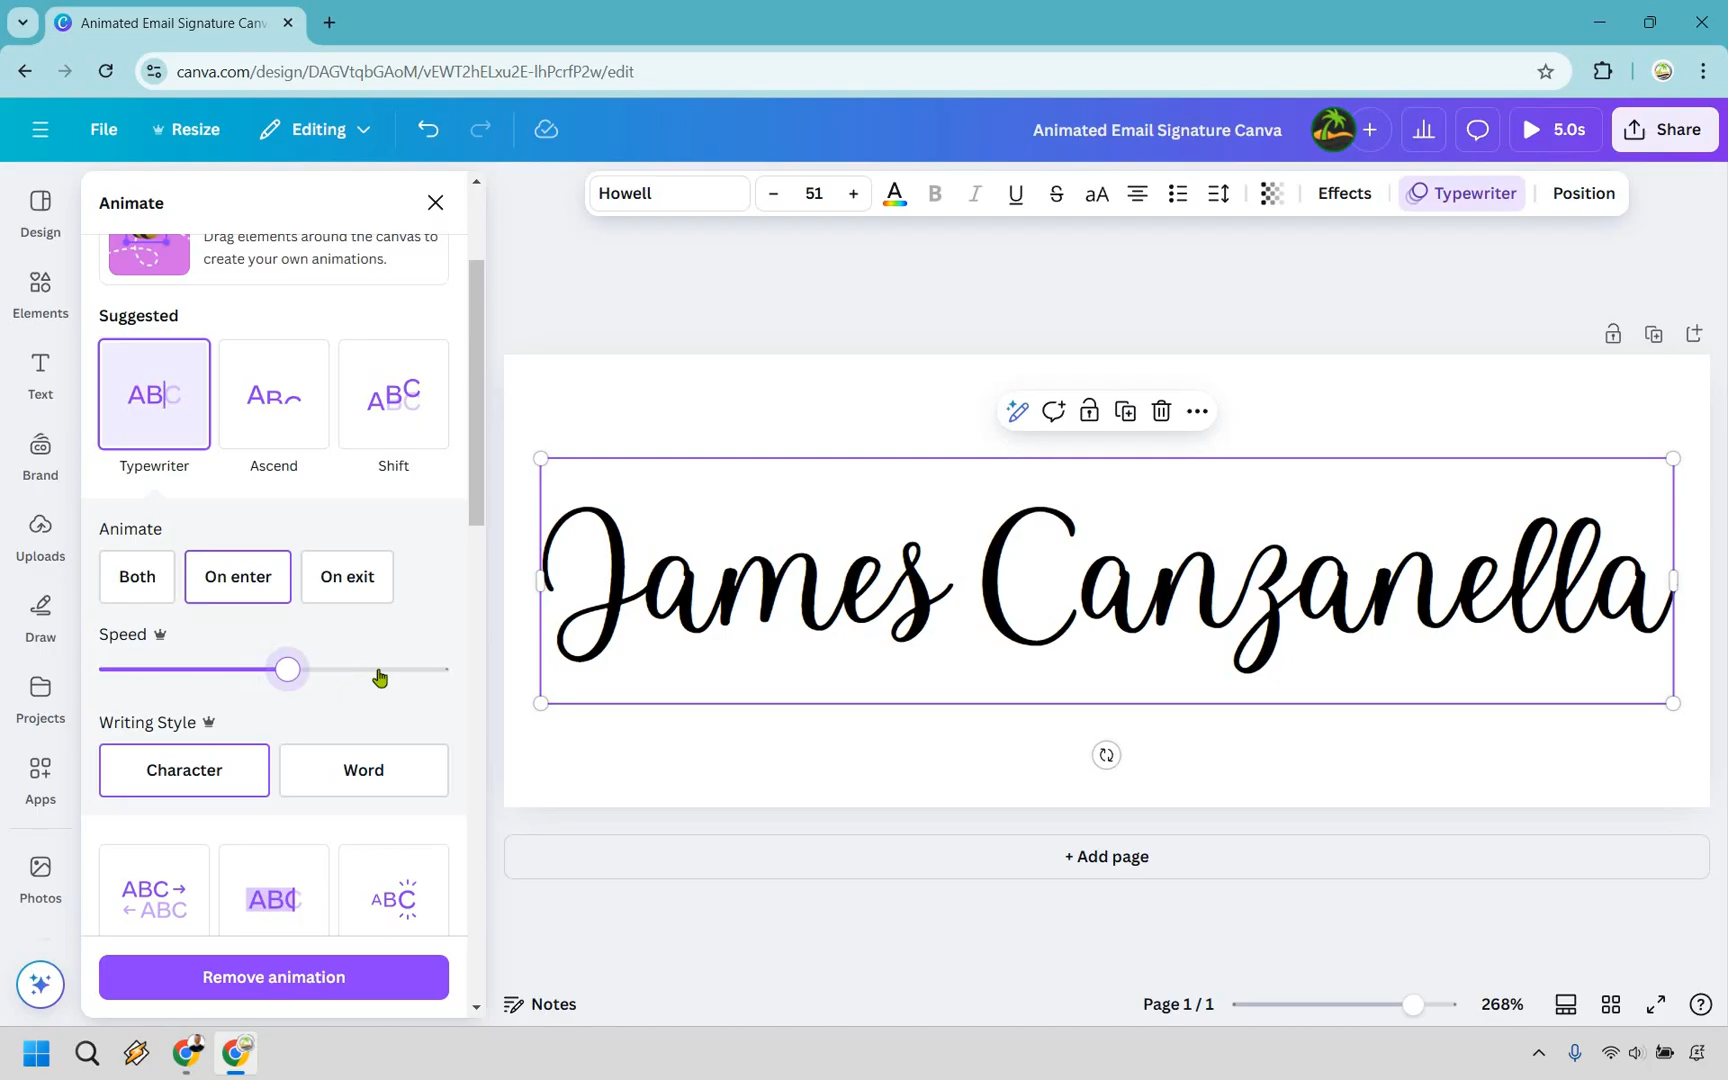 Animated Email Signature Canv
canva.com/design/DAGVtqbGAoM/vEWT2hELxu2E-lhPcrfP2w/edit
File
Resize
Editing
Animated Email Signature Canva
5.0s
Share
Design
Elements
Text
Brand
Uploads
Draw
Projects
Apps
Photos
Animate
Drag elements around the canvas to
create your own animations.
Suggested
ABC
ABC
ABC
Typewriter
Ascend
Shift
Animate
Both
On enter
On exit
Speed
Writing Style
Character
Word
ABC
ABC
ABC
ABC
Remove animation
Howell
51
aA
Effects
Typewriter
Position
James Canzanella
+ Add page
Notes
Page 1 / 1
268%